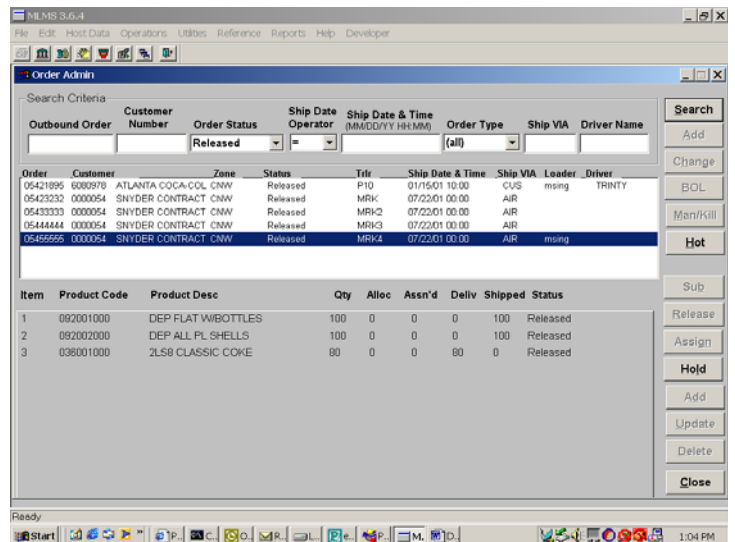 MLMS 3.6.4
File Edit Host Data Operations Utilities Reference Reports Help Developer
Order Admin
Search Criteria
Outbound Order Customer Number Order Status Ship Date Operator Ship Date & Time (MM/DD/YY HH:MM) Order Type Ship VIA Driver Name
Released = (all)
Search
Add
Change
BOL
Man/Kill
Hot
Order Customer Zone Status Trlr Ship Date & Time Ship VIA Loader Driver
05421895 6080978 ATLANTA COCA-COL CNW Released P10 01/15/01 10:00 CUS msing TRINTY
05423232 0000054 SNYDER CONTRACT CNW Released MRK 07/22/01 00:00 AIR
05433333 0000054 SNYDER CONTRACT CNW Released MRK2 07/22/01 00:00 AIR
05444444 0000054 SNYDER CONTRACT CNW Released MRK3 07/22/01 00:00 AIR
05455555 0000054 SNYDER CONTRACT CNW Released MRK4 07/22/01 00:00 AIR msing
Item Product Code Product Desc Qty Alloc Assn'd Deliv Shipped Status
1 092001000 DEP FLAT W/BOTTLES 100 0 0 0 100 Released
2 092002000 DEP ALL PL SHELLS 100 0 0 0 100 Released
3 036001000 2LS8 CLASSIC COKE 80 0 0 80 0 Released
Sub
Release
Assign
Hold
Add
Update
Delete
Close
Ready
Start P... C... O... R... L... e... P... M... D... 1:04 PM